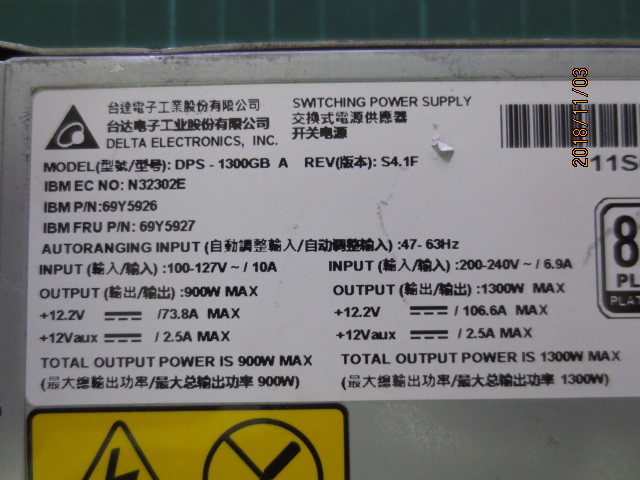 台達電子工業股份有限公司
台达电子工业股份有限公司
DELTA ELECTRONICS, INC.
SWITCHING POWER SUPPLY
交換式電源供應器
开关电源
MODEL(型號/型号): DPS - 1300GB A REV(版本): S4.1F
IBM EC NO: N32302E
IBM P/N:69Y5926
IBM FRU P/N: 69Y5927
AUTORANGING INPUT (自動調整輸入/自动调整输入) :47- 63Hz
INPUT (輸入/输入) :100-127V~ / 10A
OUTPUT (輸出/输出) :900W MAX
+12.2V /73.8A MAX
+12Vaux / 2.5A MAX
TOTAL OUTPUT POWER IS 900W MAX
(最大總輸出功率/最大总输出功率 900W)
INPUT (輸入/输入) :200-240V~ / 6.9A
OUTPUT (輸出/输出) :1300W MAX
+12.2V / 106.6A MAX
+12Vaux / 2.5A MAX
TOTAL OUTPUT POWER IS 1300W MAX
(最大總輸出功率/最大总输出功率 1300W)
11S
8
PL
PLAT
2018/11/03